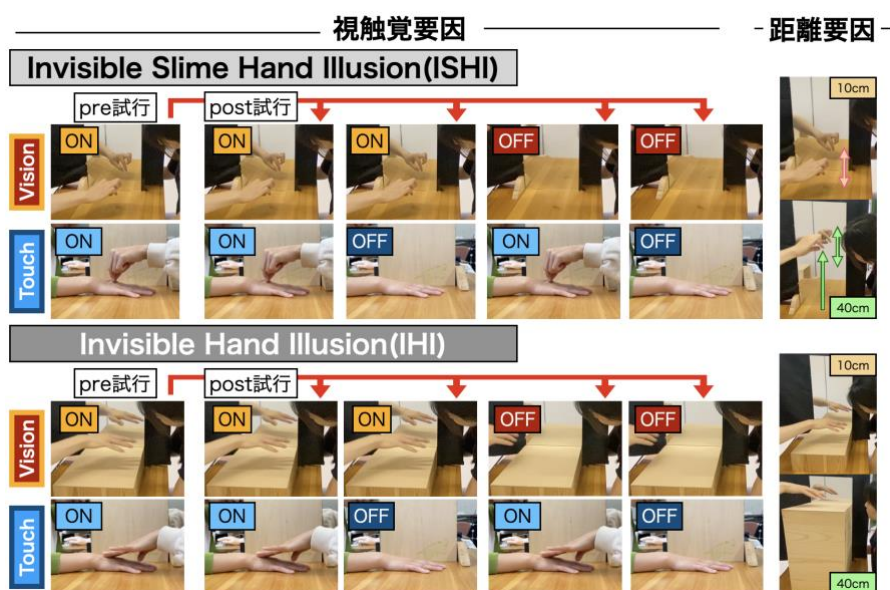 視触覚要因
距離要因
Invisible Slime Hand Illusion(ISHI)
pre試行
post試行
10cm
Vision
ON
ON
ON
OFF
OFF
Touch
ON
ON
OFF
ON
OFF
40cm
Invisible Hand Illusion(IHI)
pre試行
post試行
10cm
Vision
ON
ON
ON
OFF
OFF
Touch
ON
ON
OFF
ON
OFF
40cm